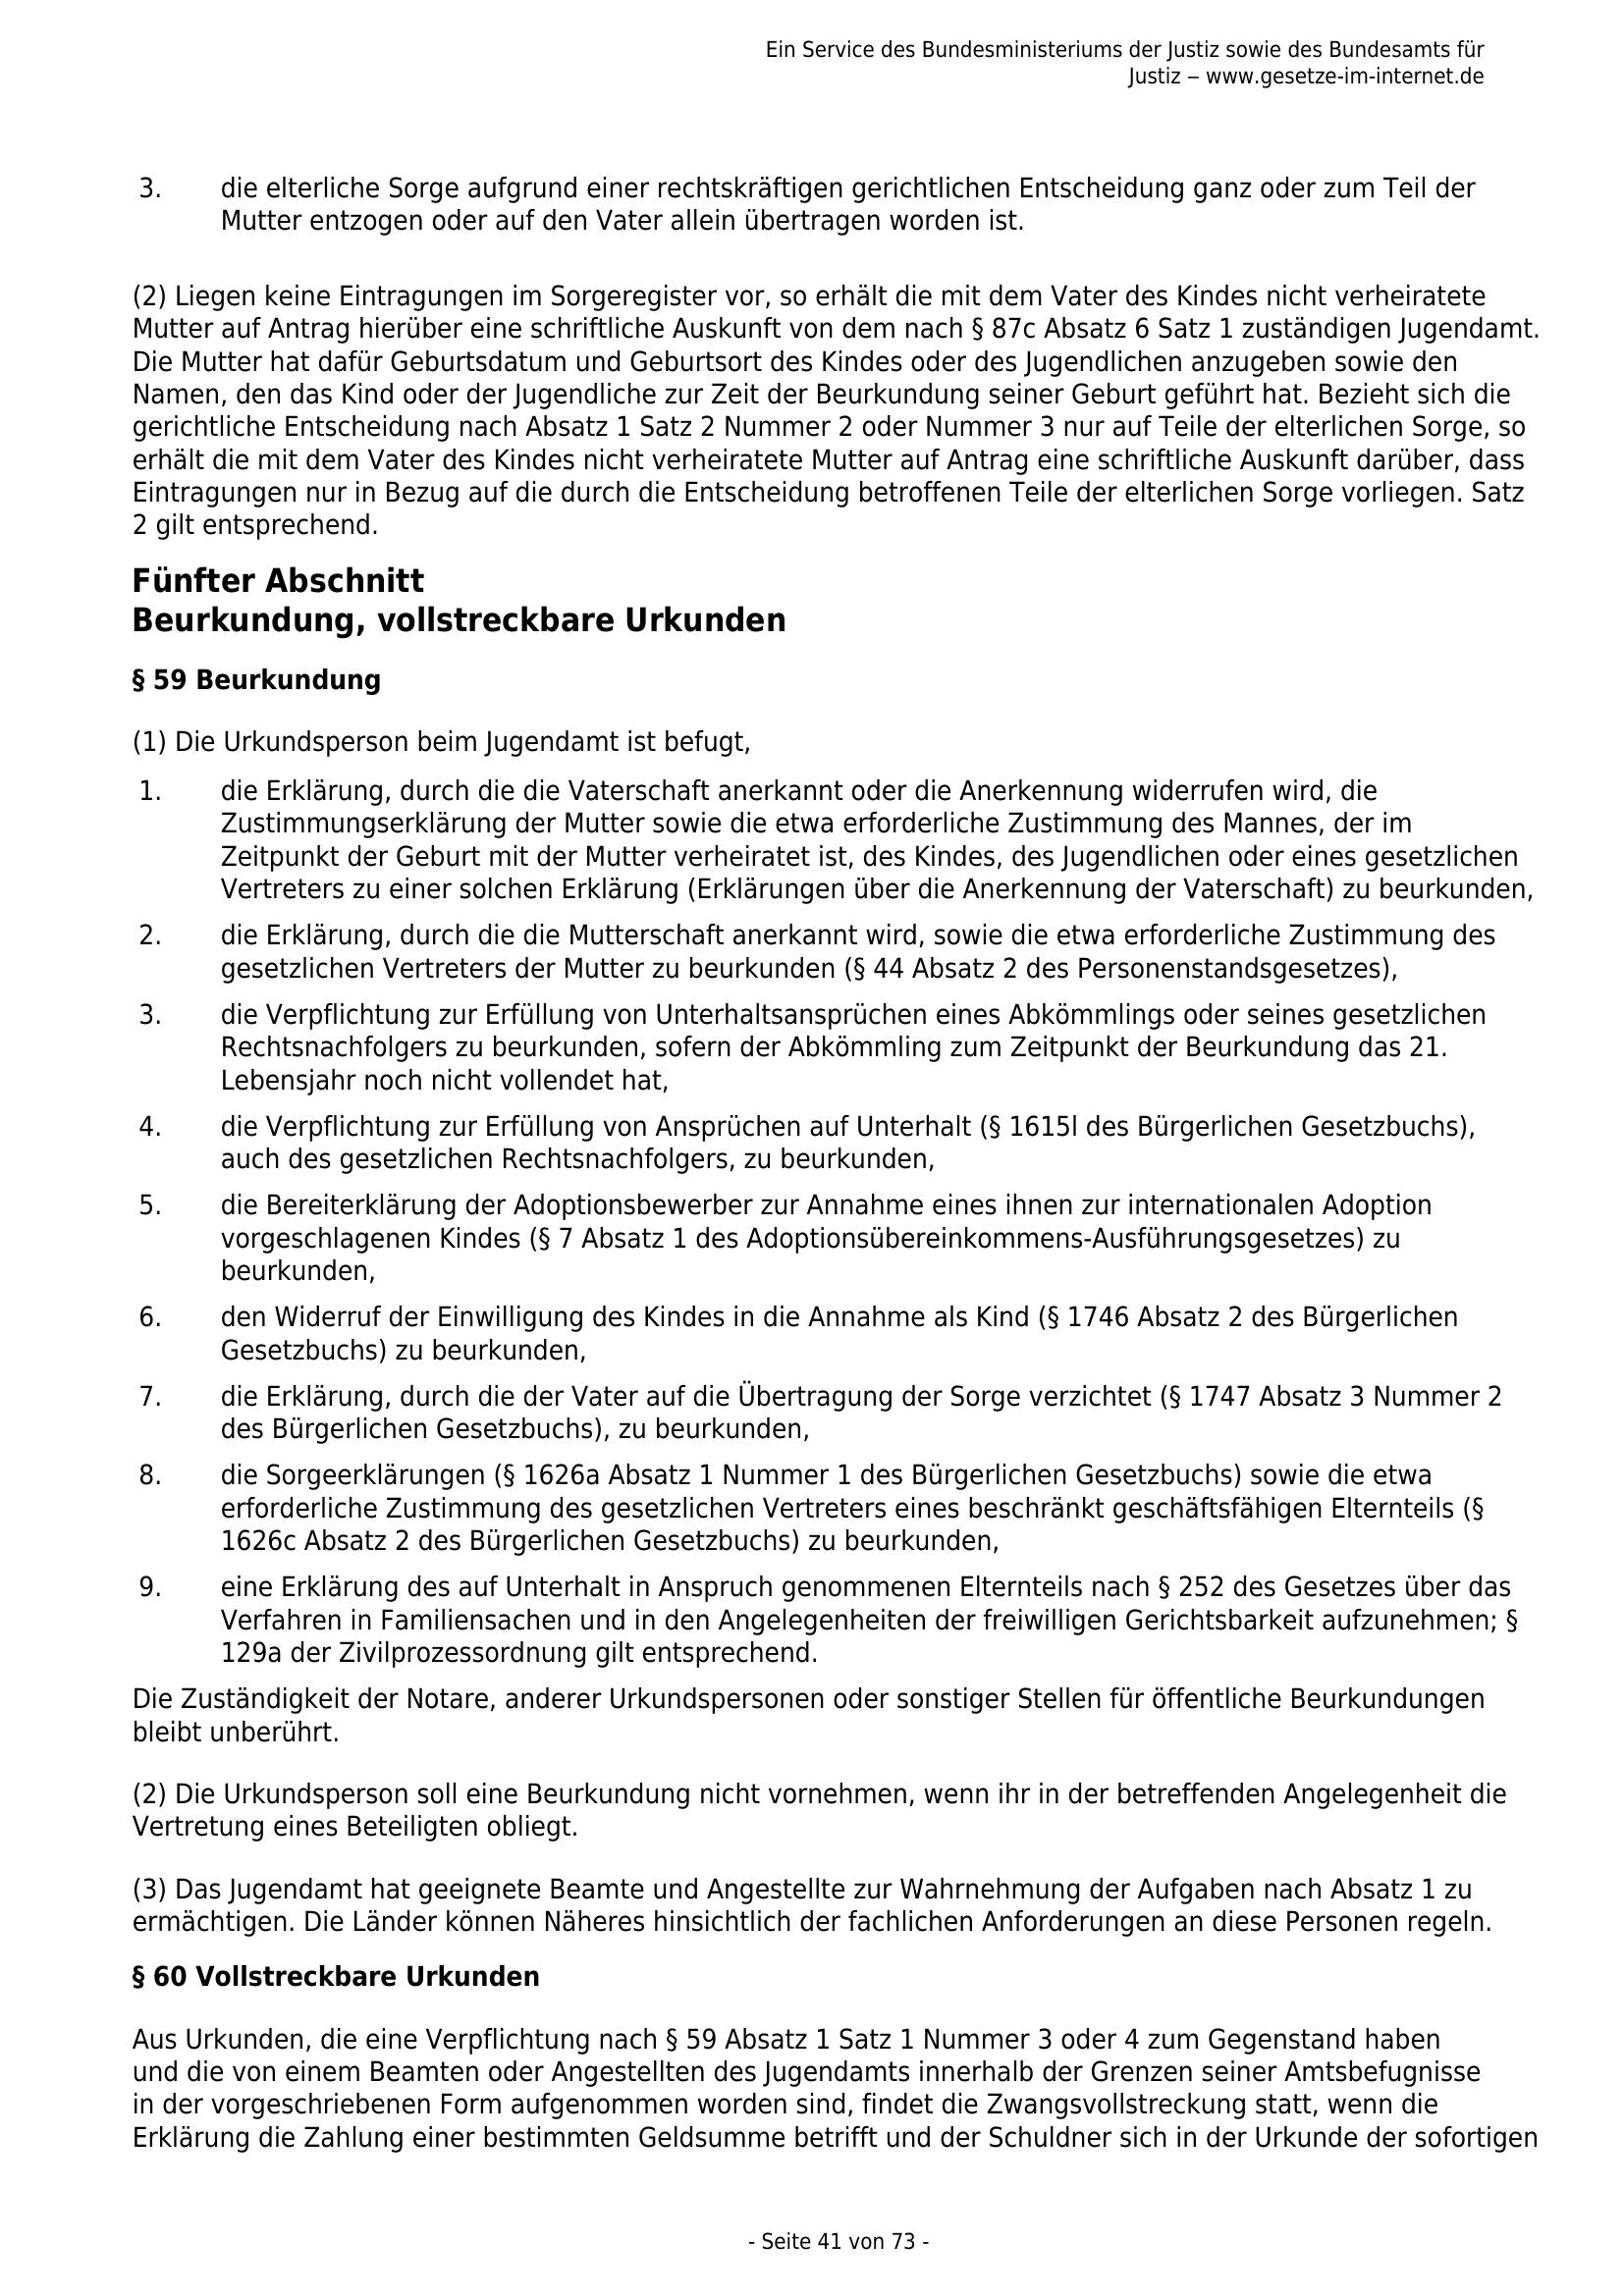 Ein Service des Bundesministeriums der Justiz sowie des Bundesamts für
Justiz ‒ www.gesetze-im-internet.de
3. die elterliche Sorge aufgrund einer rechtskräftigen gerichtlichen Entscheidung ganz oder zum Teil der
Mutter entzogen oder auf den Vater allein übertragen worden ist.
(2) Liegen keine Eintragungen im Sorgeregister vor, so erhält die mit dem Vater des Kindes nicht verheiratete
Mutter auf Antrag hierüber eine schriftliche Auskunft von dem nach § 87c Absatz 6 Satz 1 zuständigen Jugendamt.
Die Mutter hat dafür Geburtsdatum und Geburtsort des Kindes oder des Jugendlichen anzugeben sowie den
Namen, den das Kind oder der Jugendliche zur Zeit der Beurkundung seiner Geburt geführt hat. Bezieht sich die
gerichtliche Entscheidung nach Absatz 1 Satz 2 Nummer 2 oder Nummer 3 nur auf Teile der elterlichen Sorge, so
erhält die mit dem Vater des Kindes nicht verheiratete Mutter auf Antrag eine schriftliche Auskunft darüber, dass
Eintragungen nur in Bezug auf die durch die Entscheidung betroffenen Teile der elterlichen Sorge vorliegen. Satz
2 gilt entsprechend.
Fünfter Abschnitt
Beurkundung, vollstreckbare Urkunden
§ 59 Beurkundung
(1) Die Urkundsperson beim Jugendamt ist befugt,
1. die Erklärung, durch die die Vaterschaft anerkannt oder die Anerkennung widerrufen wird, die
Zustimmungserklärung der Mutter sowie die etwa erforderliche Zustimmung des Mannes, der im
Zeitpunkt der Geburt mit der Mutter verheiratet ist, des Kindes, des Jugendlichen oder eines gesetzlichen
Vertreters zu einer solchen Erklärung (Erklärungen über die Anerkennung der Vaterschaft) zu beurkunden,
2. die Erklärung, durch die die Mutterschaft anerkannt wird, sowie die etwa erforderliche Zustimmung des
gesetzlichen Vertreters der Mutter zu beurkunden (§ 44 Absatz 2 des Personenstandsgesetzes),
3. die Verpflichtung zur Erfüllung von Unterhaltsansprüchen eines Abkömmlings oder seines gesetzlichen
Rechtsnachfolgers zu beurkunden, sofern der Abkömmling zum Zeitpunkt der Beurkundung das 21.
Lebensjahr noch nicht vollendet hat,
4. die Verpflichtung zur Erfüllung von Ansprüchen auf Unterhalt (§ 1615l des Bürgerlichen Gesetzbuchs),
auch des gesetzlichen Rechtsnachfolgers, zu beurkunden,
5. die Bereiterklärung der Adoptionsbewerber zur Annahme eines ihnen zur internationalen Adoption
vorgeschlagenen Kindes (§ 7 Absatz 1 des Adoptionsübereinkommens-Ausführungsgesetzes) zu
beurkunden,
6. den Widerruf der Einwilligung des Kindes in die Annahme als Kind (§ 1746 Absatz 2 des Bürgerlichen
Gesetzbuchs) zu beurkunden,
7. die Erklärung, durch die der Vater auf die Übertragung der Sorge verzichtet (§ 1747 Absatz 3 Nummer 2
des Bürgerlichen Gesetzbuchs), zu beurkunden,
8. die Sorgeerklärungen (§ 1626a Absatz 1 Nummer 1 des Bürgerlichen Gesetzbuchs) sowie die etwa
erforderliche Zustimmung des gesetzlichen Vertreters eines beschränkt geschäftsfähigen Elternteils (§
1626c Absatz 2 des Bürgerlichen Gesetzbuchs) zu beurkunden,
9. eine Erklärung des auf Unterhalt in Anspruch genommenen Elternteils nach § 252 des Gesetzes über das
Verfahren in Familiensachen und in den Angelegenheiten der freiwilligen Gerichtsbarkeit aufzunehmen; §
129a der Zivilprozessordnung gilt entsprechend.
Die Zuständigkeit der Notare, anderer Urkundspersonen oder sonstiger Stellen für öffentliche Beurkundungen
bleibt unberührt.
(2) Die Urkundsperson soll eine Beurkundung nicht vornehmen, wenn ihr in der betreffenden Angelegenheit die
Vertretung eines Beteiligten obliegt.
(3) Das Jugendamt hat geeignete Beamte und Angestellte zur Wahrnehmung der Aufgaben nach Absatz 1 zu
ermächtigen. Die Länder können Näheres hinsichtlich der fachlichen Anforderungen an diese Personen regeln.
§ 60 Vollstreckbare Urkunden
Aus Urkunden, die eine Verpflichtung nach § 59 Absatz 1 Satz 1 Nummer 3 oder 4 zum Gegenstand haben
und die von einem Beamten oder Angestellten des Jugendamts innerhalb der Grenzen seiner Amtsbefugnisse
in der vorgeschriebenen Form aufgenommen worden sind, findet die Zwangsvollstreckung statt, wenn die
Erklärung die Zahlung einer bestimmten Geldsumme betrifft und der Schuldner sich in der Urkunde der sofortigen
- Seite 41 von 73 -